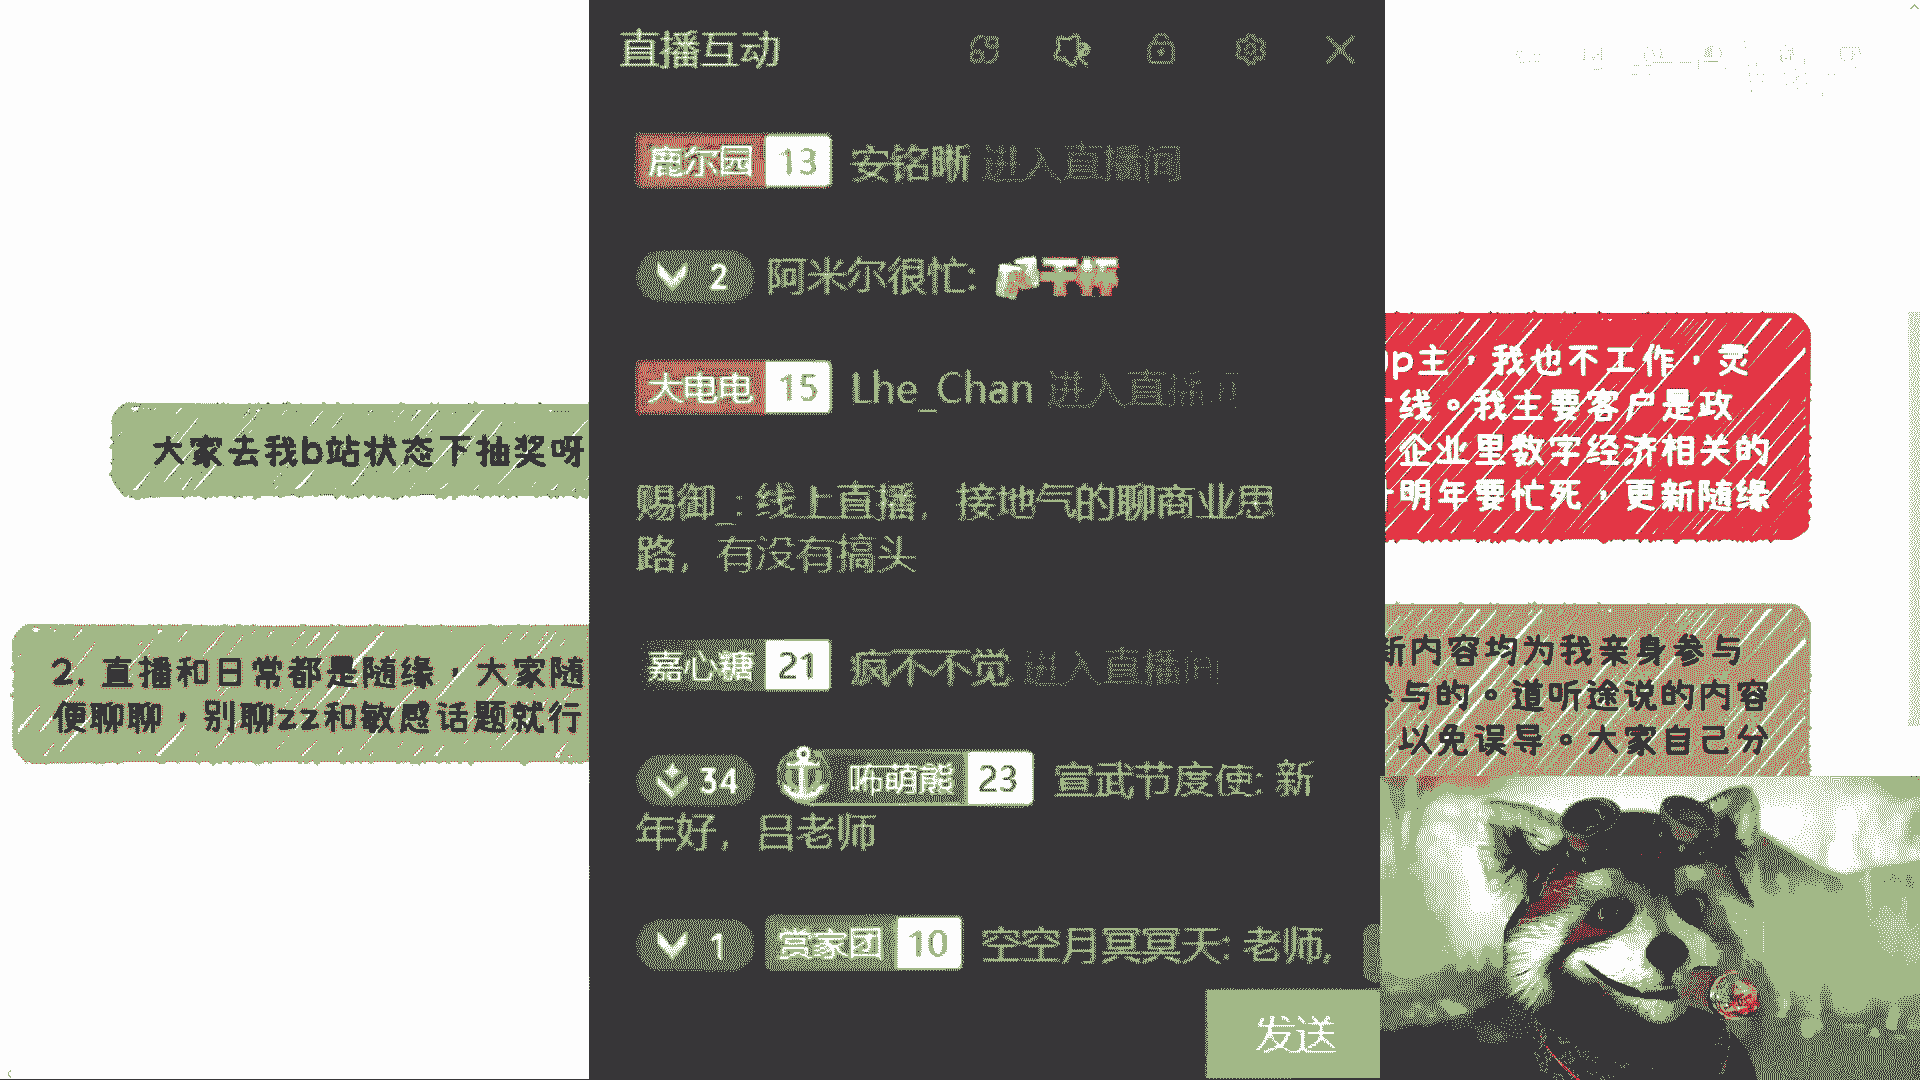 直播互动
鹿尔园 13 安铭晰 进入直播间
2 阿米尔很忙:
大电电 15 Lhe_Chan 进入直播间
赐御_: 线上直播，接地气的聊商业思
路，有没有搞头
嘉心糖 21 疯不不觉 进入直播间
34 咘萌熊 23 宣武节度使: 新
年好，吕老师
1 赏家团 10 空空月冥冥天: 老师,
发送
大家去我b站状态下抽奖呀
2. 直播和日常都是随缘，大家随
便聊聊，别聊zz和敏感话题就行
p主，我也不工作，灵
线。我主要客户是政
企业里数字经济相关的
明年要忙死，更新随缘
新内容均为我亲身参与
参与的。道听途说的内容
以免误导。大家自己分